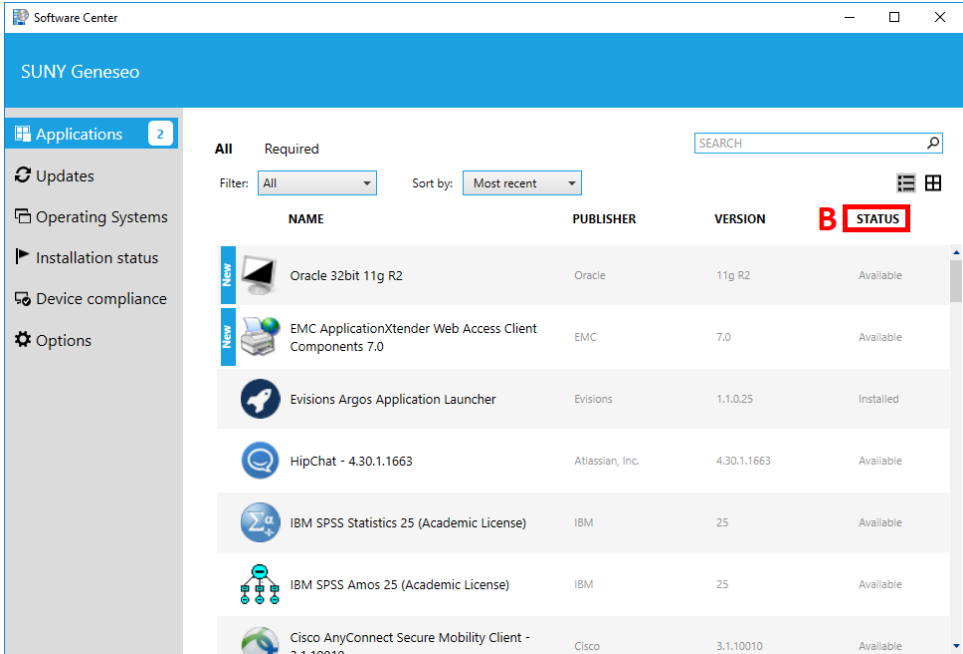 Software Center
SUNY Geneseo
Applications 2
Updates
Operating Systems
Installation status
Device compliance
Options
All Required
SEARCH
Filter: All Sort by: Most recent
NAME PUBLISHER VERSION B STATUS
New Oracle 32bit 11g R2 Oracle 11g R2 Available
New EMC ApplicationXtender Web Access Client
Components 7.0 EMC 7.0 Available
Evisions Argos Application Launcher Evisions 1.1.0.25 Installed
HipChat - 4.30.1.1663 Atlassian, Inc. 4.30.1.1663 Available
IBM SPSS Statistics 25 (Academic License) IBM 25 Available
IBM SPSS Amos 25 (Academic License) IBM 25 Available
Cisco AnyConnect Secure Mobility Client -
3.1.10010 Cisco 3.1.10010 Available